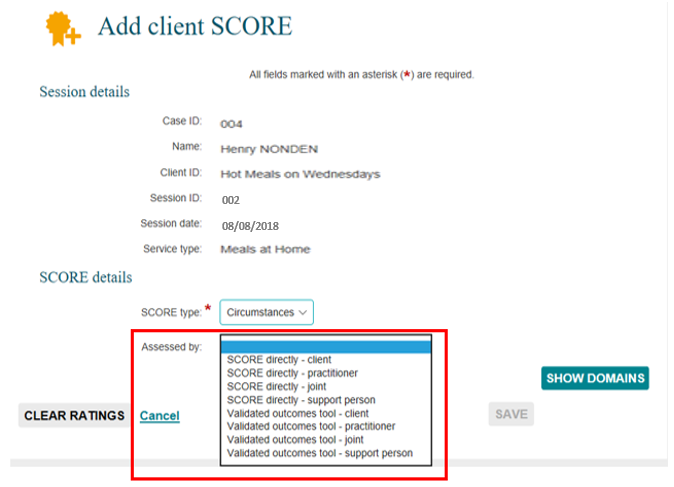 Add client SCORE
All fields marked with an asterisk (*) are required.
Session details
Case ID: 004
Name: Henry NONDEN
Client ID: Hot Meals on Wednesdays
Session ID: 002
Session date: 08/08/2018
Service type: Meals at Home
SCORE details
SCORE type: * Circumstances
Assessed by:
SCORE directly - client
SCORE directly - practitioner
SCORE directly - joint
SCORE directly - support person
Validated outcomes tool - client
Validated outcomes tool - practitioner
Validated outcomes tool - joint
Validated outcomes tool - support person
SHOW DOMAINS
CLEAR RATINGS Cancel SAVE